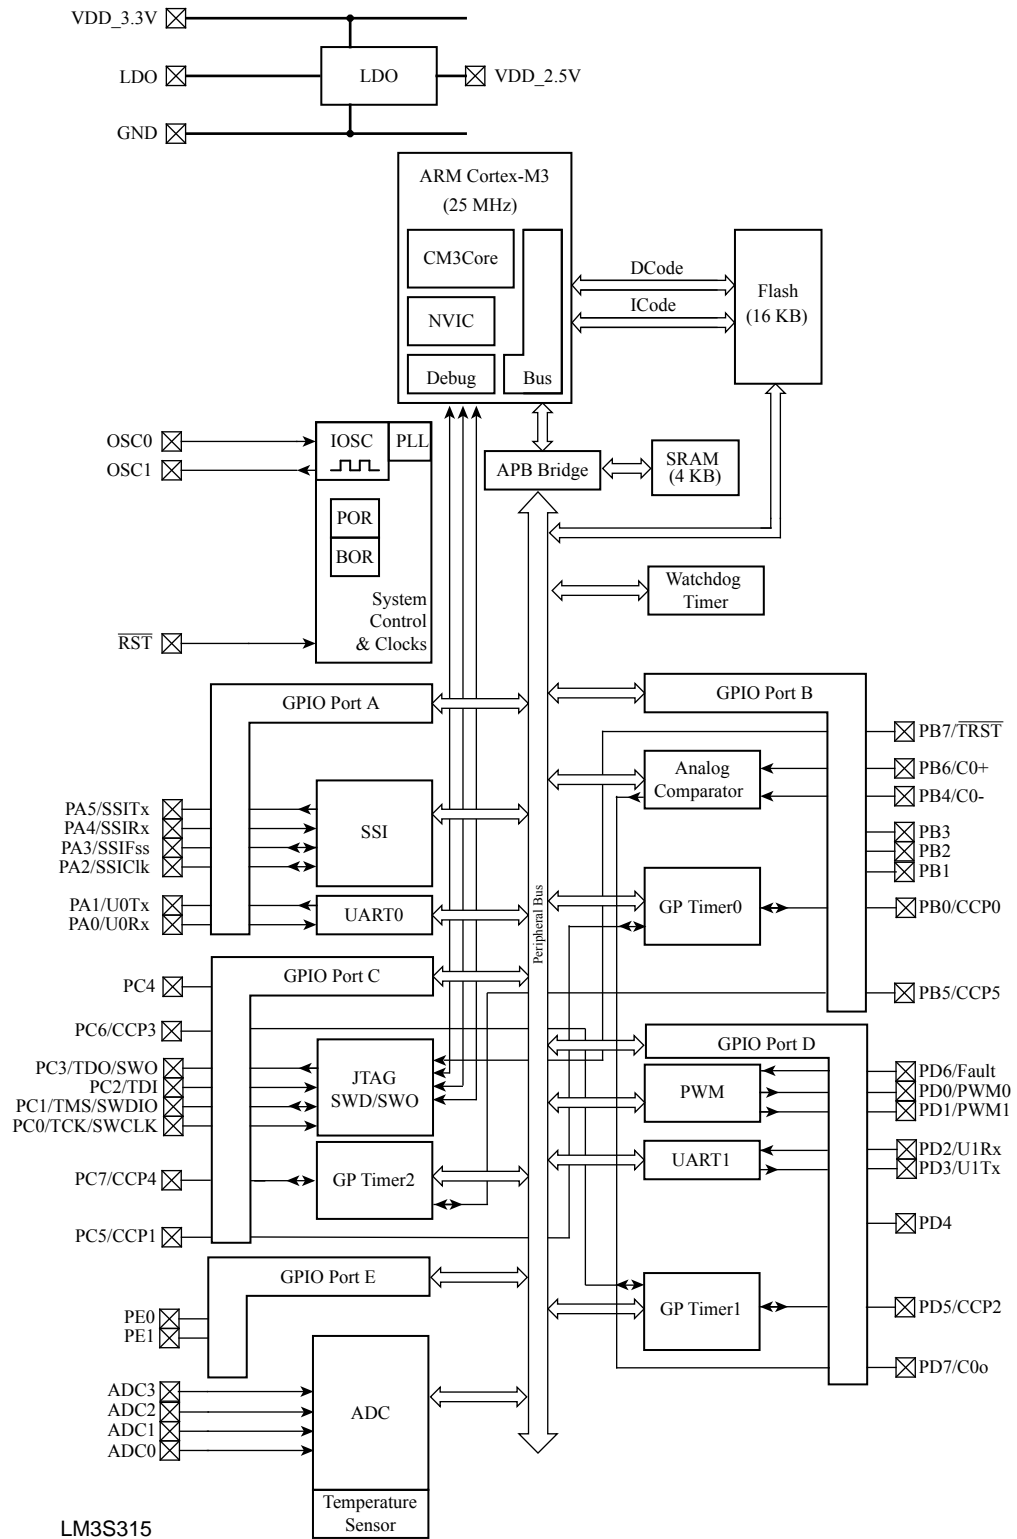 VDD_3.3V
LDO
LDO
VDD_2.5V
GND
ARM Cortex-M3
(25 MHz)
CM3Core
NVIC
Debug
Bus
DCode
ICode
Flash
(16 KB)
OSC0
OSC1
IOSC
PLL
POR
BOR
System
Control
& Clocks
RST
APB Bridge
SRAM
(4 KB)
Watchdog
Timer
Peripheral Bus
GPIO Port A
PA5/SSITx
PA4/SSIRx
PA3/SSIFss
PA2/SSIClk
SSI
PA1/U0Tx
PA0/U0Rx
UART0
GPIO Port B
PB7/TRST
Analog
Comparator
PB6/C0+
PB4/C0-
PB3
PB2
PB1
GP Timer0
PB0/CCP0
PB5/CCP5
GPIO Port C
PC4
PC6/CCP3
PC3/TDO/SWO
PC2/TDI
PC1/TMS/SWDIO
PC0/TCK/SWCLK
JTAG
SWD/SWO
PC7/CCP4
GP Timer2
PC5/CCP1
GPIO Port D
PWM
PD6/Fault
PD0/PWM0
PD1/PWM1
UART1
PD2/U1Rx
PD3/U1Tx
PD4
GP Timer1
PD5/CCP2
PD7/C0o
GPIO Port E
PE0
PE1
ADC3
ADC2
ADC1
ADC0
ADC
Temperature
Sensor
LM3S315